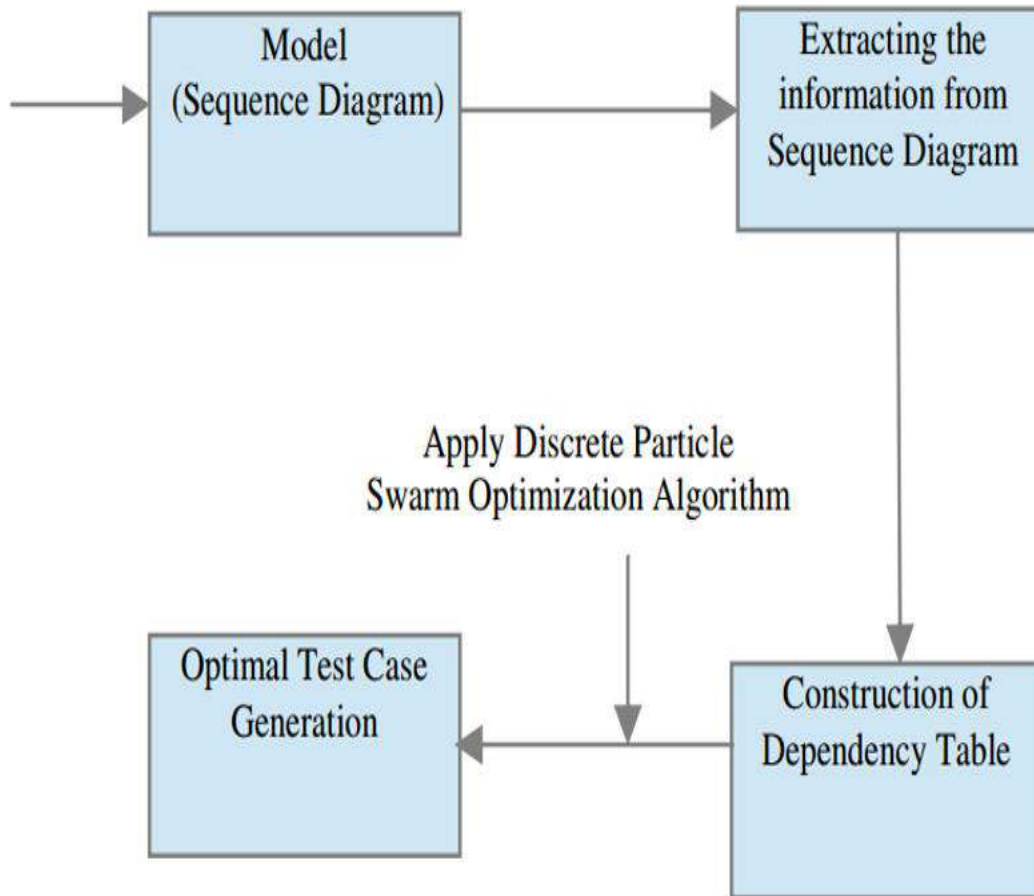 Model
(Sequence Diagram)
Extracting the
information from
Sequence Diagram
Apply Discrete Particle
Swarm Optimization Algorithm
Optimal Test Case
Generation
Construction of
Dependency Table